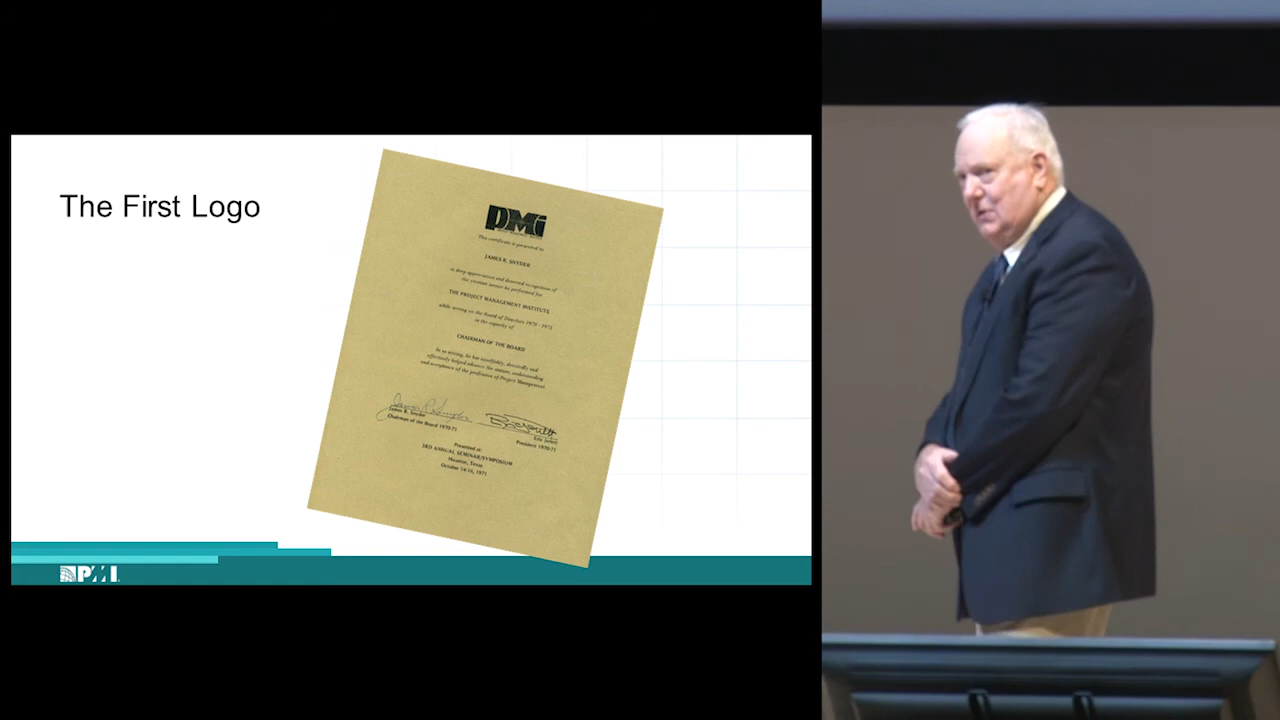 The First Logo
PMI
This certificate is presented to
JAMES R. SNYDER
in deep appreciation and deserved recognition of
the creative service he performed for
THE PROJECT MANAGEMENT INSTITUTE
while serving on the Board of Directors 1970 - 1971
in the capacity of
CHAIRMAN OF THE BOARD
In so serving, he has unselfishly, devotedly and
effectively helped advance the stature, understanding
and acceptance of the profession of Project Management
James R. Snyder
Chairman of the Board 1970-71
Eric Jenett
President 1970-71
Presented at:
3RD ANNUAL SEMINAR/SYMPOSIUM
Houston, Texas
October 14-16, 1971
PMI